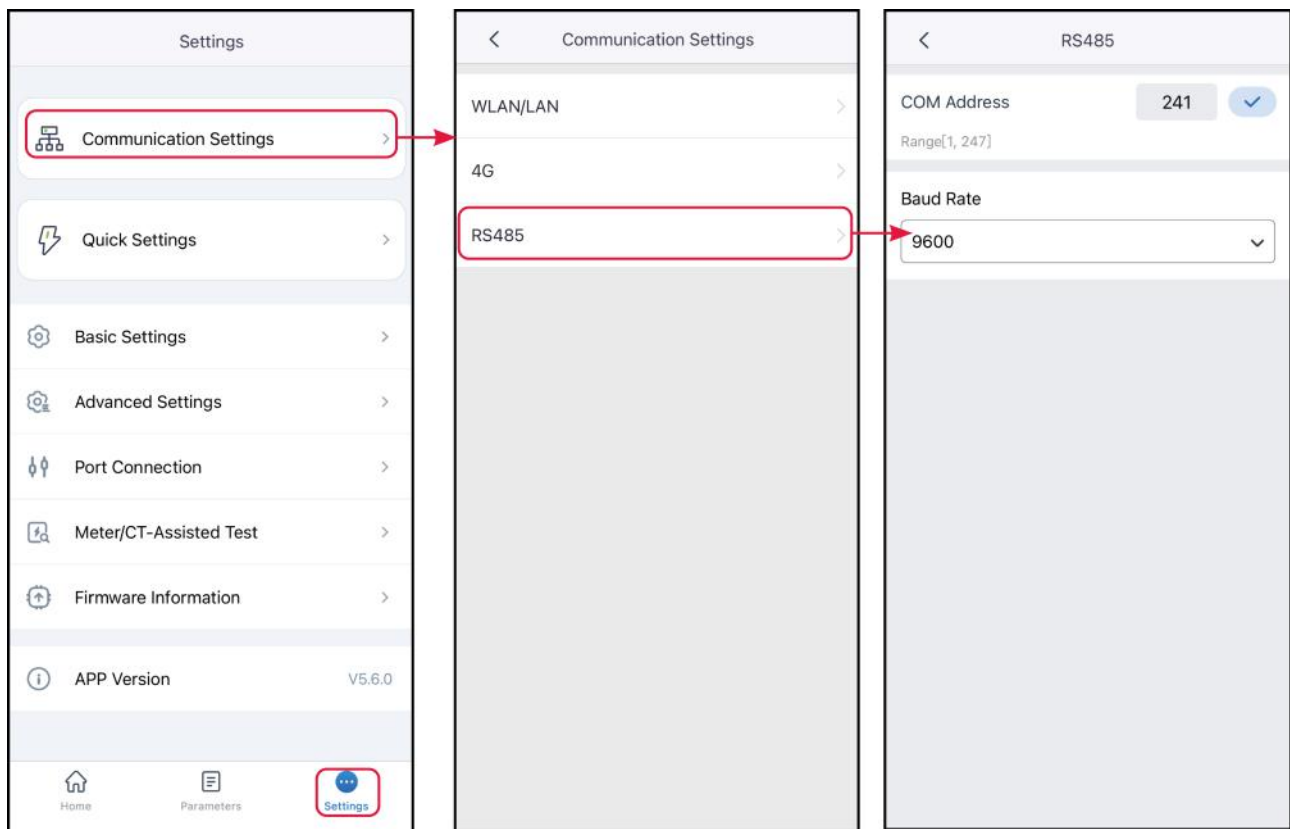 Settings
Communication Settings
Quick Settings
Basic Settings
Advanced Settings
Port Connection
Meter/CT-Assisted Test
Firmware Information
APP Version V5.6.0
Home Parameters Settings
Communication Settings
WLAN/LAN
4G
RS485
RS485
COM Address 241
Range[1, 247]
Baud Rate
9600